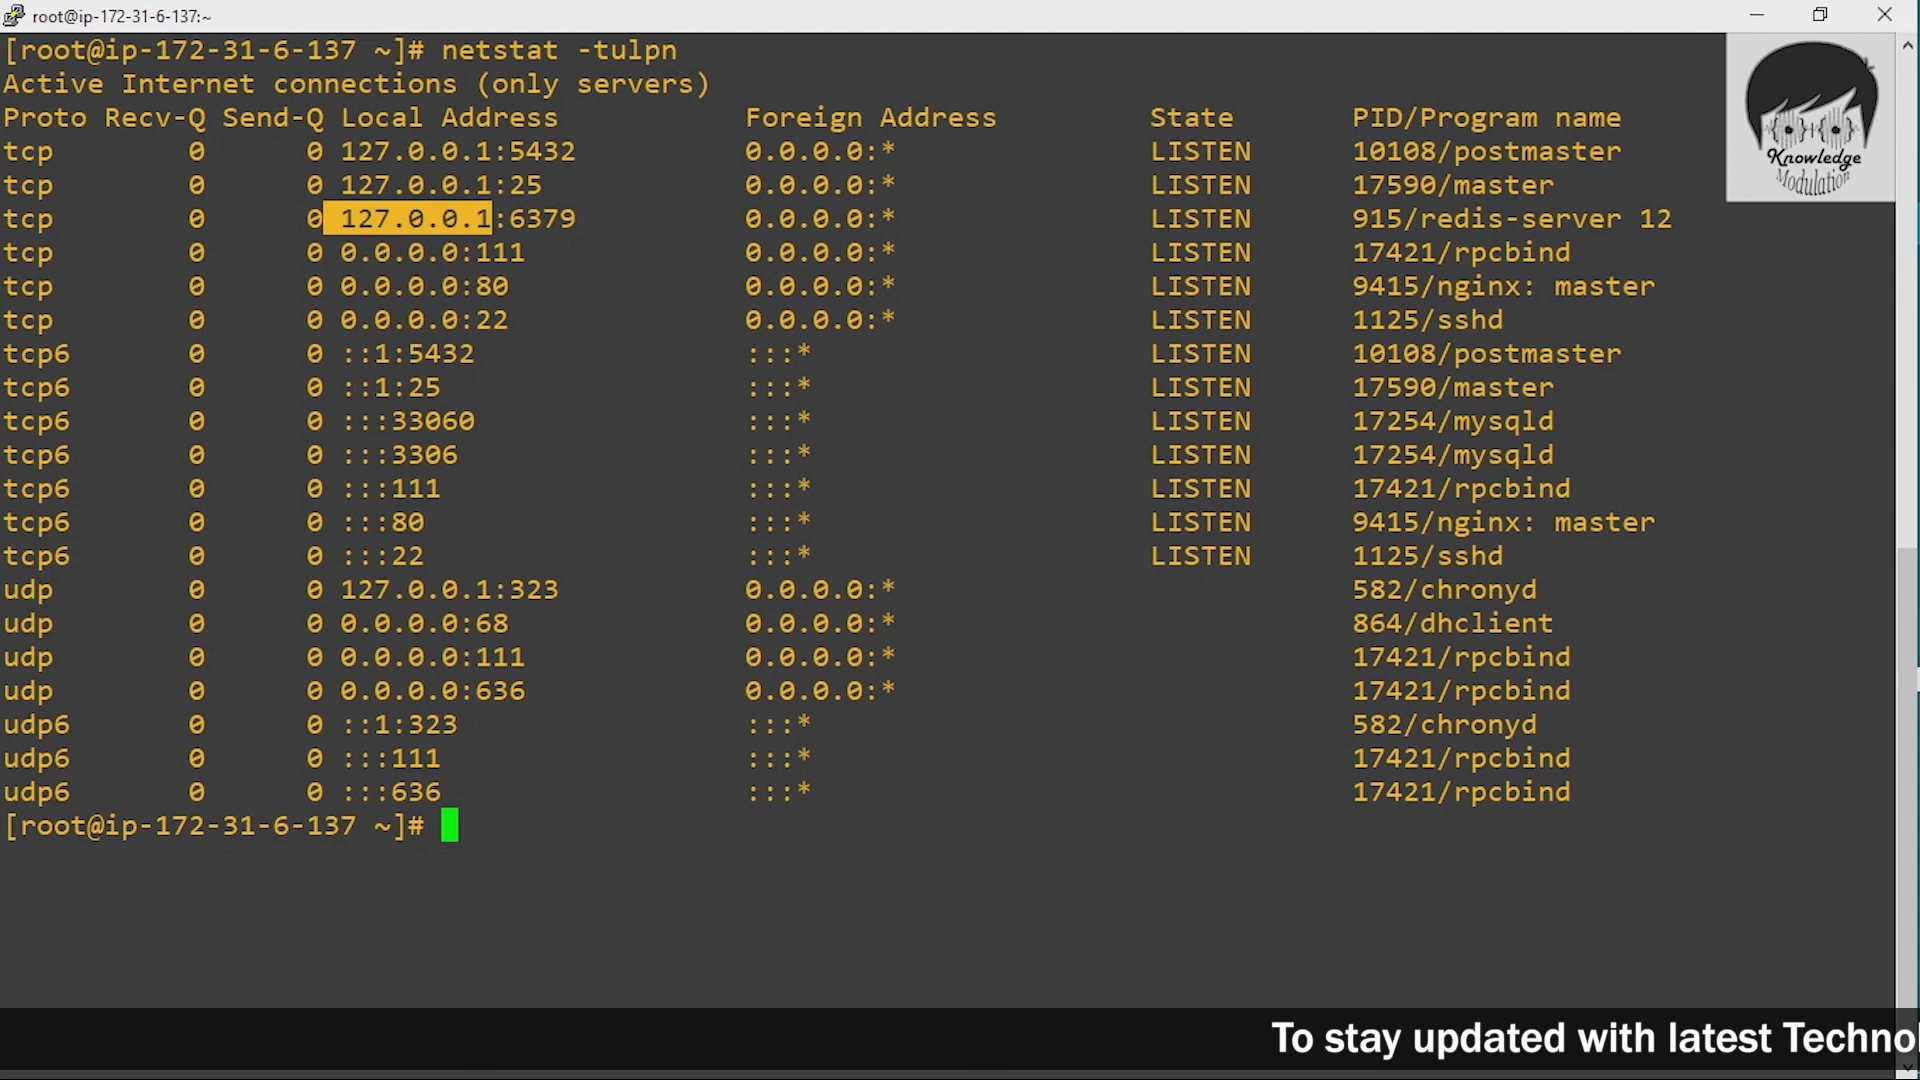 root@ip-172-31-6-137:~
[root@ip-172-31-6-137 ~]# netstat -tulpn
Active Internet connections (only servers)
Proto Recv-Q Send-Q Local Address Foreign Address State PID/Program name
tcp 0 0 127.0.0.1:5432 0.0.0.0:* LISTEN 10108/postmaster
tcp 0 0 127.0.0.1:25 0.0.0.0:* LISTEN 17590/master
tcp 0 0 127.0.0.1:6379 0.0.0.0:* LISTEN 915/redis-server 12
tcp 0 0 0.0.0.0:111 0.0.0.0:* LISTEN 17421/rpcbind
tcp 0 0 0.0.0.0:80 0.0.0.0:* LISTEN 9415/nginx: master
tcp 0 0 0.0.0.0:22 0.0.0.0:* LISTEN 1125/sshd
tcp6 0 0 ::1:5432 :::* LISTEN 10108/postmaster
tcp6 0 0 ::1:25 :::* LISTEN 17590/master
tcp6 0 0 :::33060 :::* LISTEN 17254/mysqld
tcp6 0 0 :::3306 :::* LISTEN 17254/mysqld
tcp6 0 0 :::111 :::* LISTEN 17421/rpcbind
tcp6 0 0 :::80 :::* LISTEN 9415/nginx: master
tcp6 0 0 :::22 :::* LISTEN 1125/sshd
udp 0 0 127.0.0.1:323 0.0.0.0:* 582/chronyd
udp 0 0 0.0.0.0:68 0.0.0.0:* 864/dhclient
udp 0 0 0.0.0.0:111 0.0.0.0:* 17421/rpcbind
udp 0 0 0.0.0.0:636 0.0.0.0:* 17421/rpcbind
udp6 0 0 ::1:323 :::* 582/chronyd
udp6 0 0 :::111 :::* 17421/rpcbind
udp6 0 0 :::636 :::* 17421/rpcbind
[root@ip-172-31-6-137 ~]#
Knowledge
Modulation
To stay updated with latest Techno